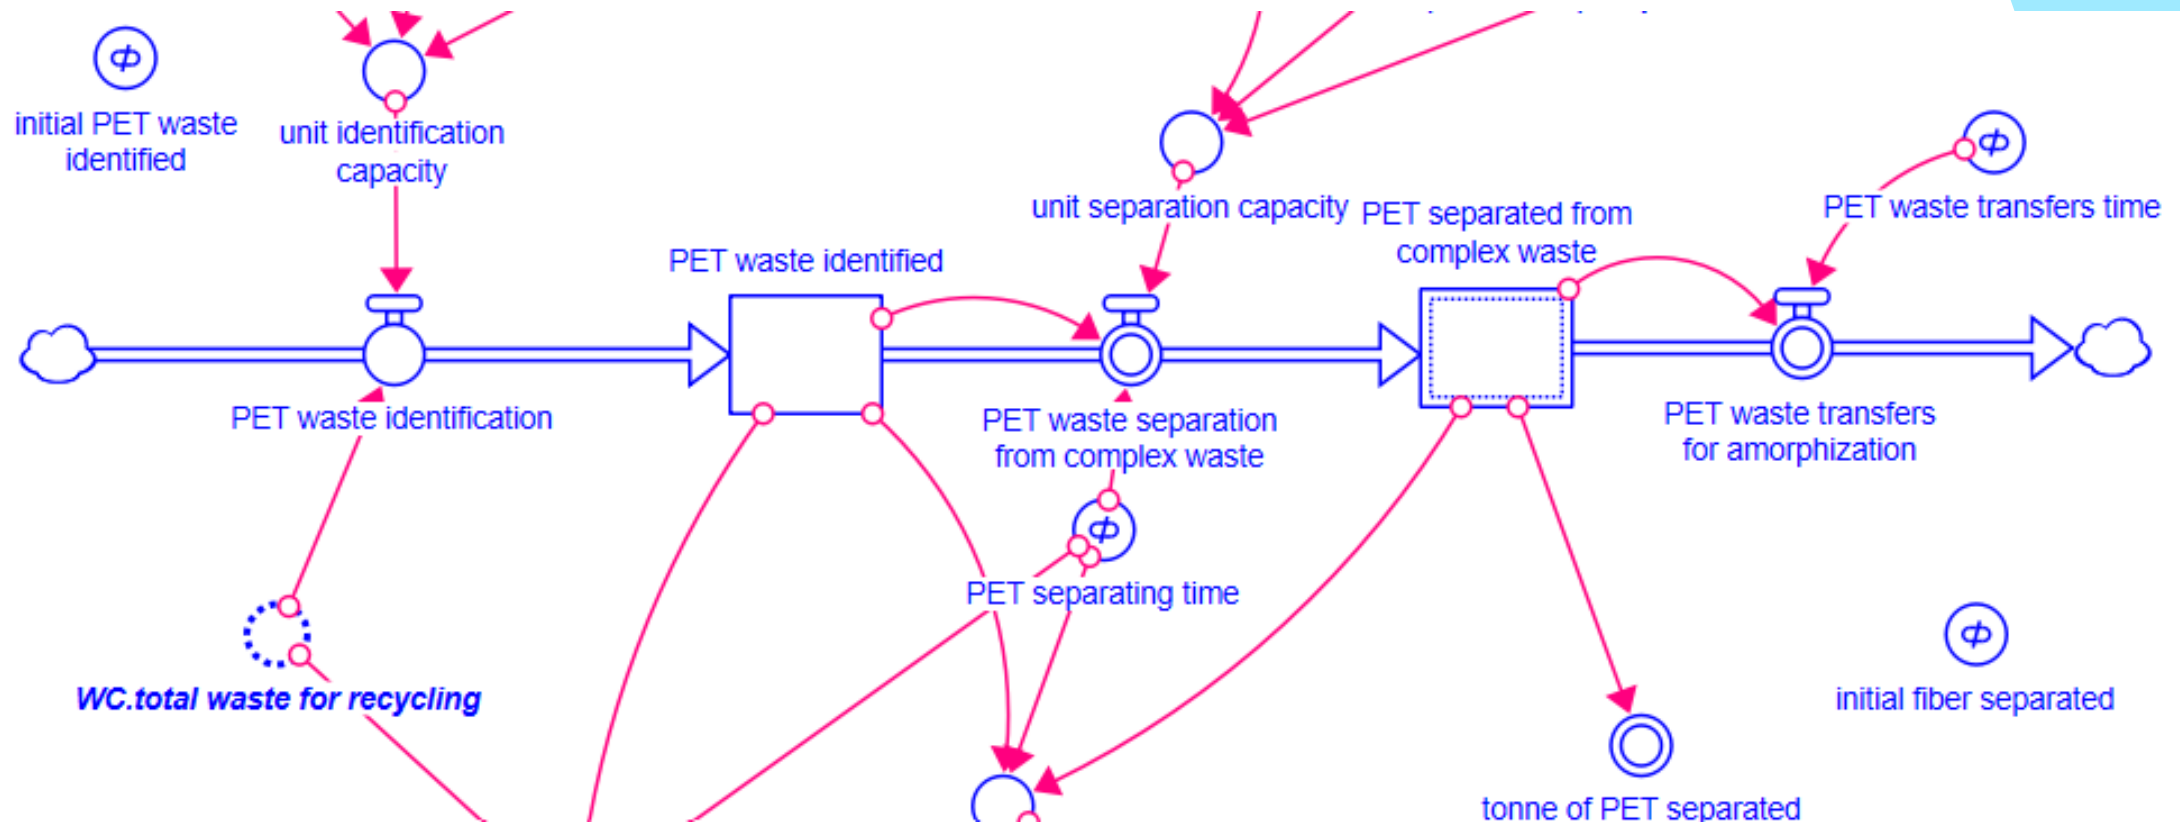 initial PET waste
identified
unit identification
capacity
unit separation capacity
PET separated from
complex waste
PET waste transfers time
PET waste identified
PET waste identification
PET waste separation
from complex waste
PET waste transfers
for amorphization
PET separating time
WC.total waste for recycling
initial fiber separated
tonne of PET separated